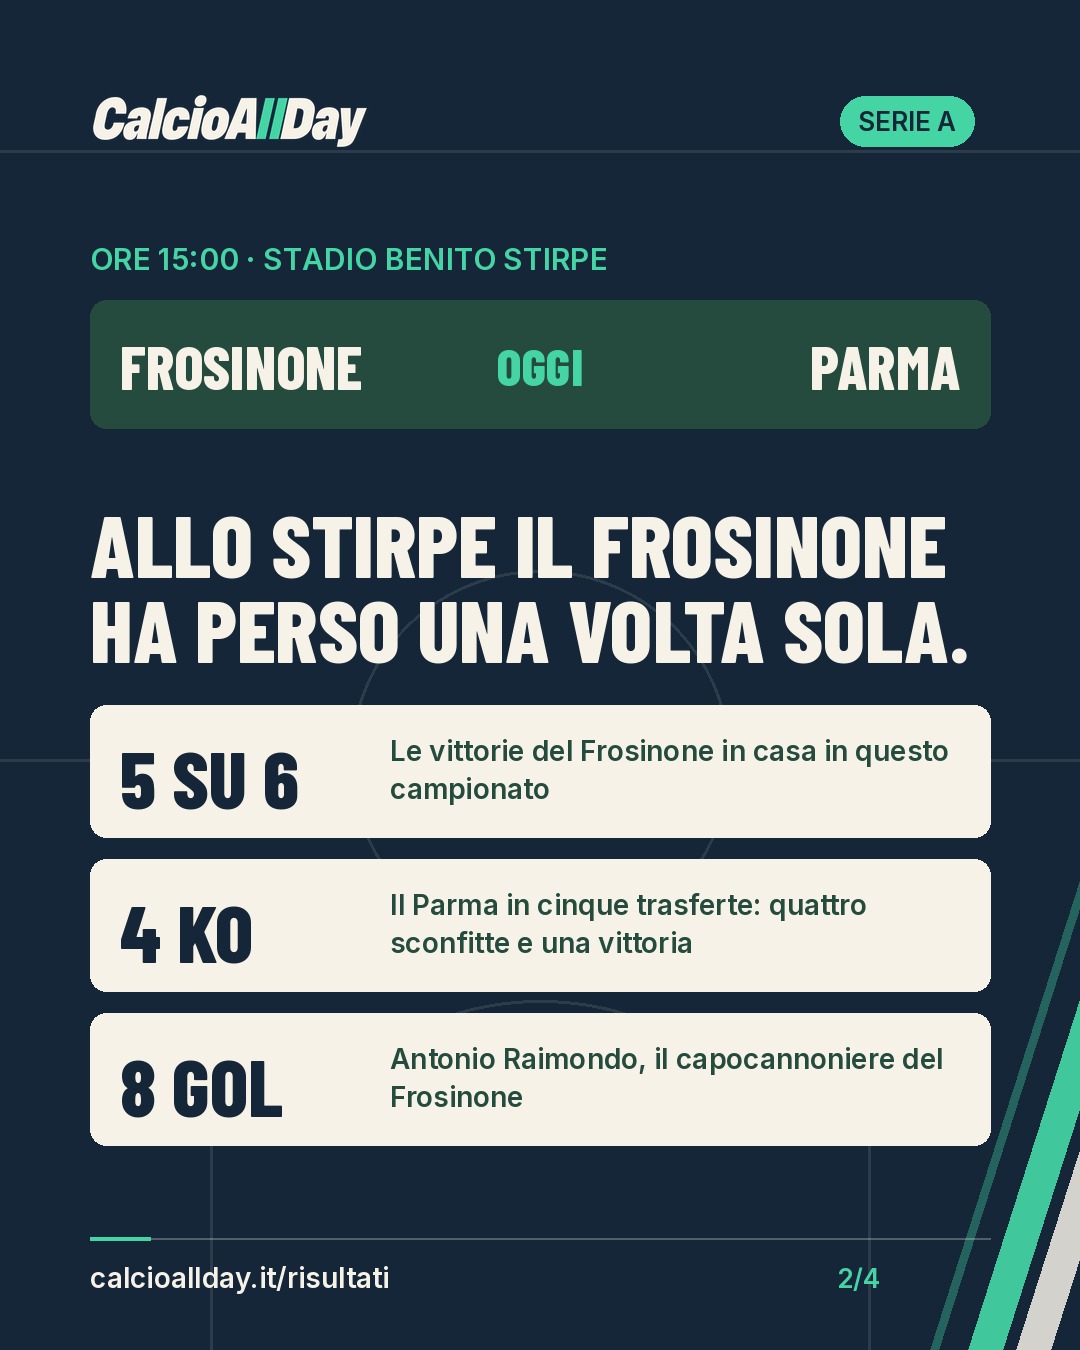 CalcioAllDay
SERIE A
ORE 15:00 · STADIO BENITO STIRPE
FROSINONE OGGI PARMA
ALLO STIRPE IL FROSINONE
HA PERSO UNA VOLTA SOLA.
5 SU 6
Le vittorie del Frosinone in casa in questo
campionato
4 KO
Il Parma in cinque trasferte: quattro
sconfitte e una vittoria
8 GOL
Antonio Raimondo, il capocannoniere del
Frosinone
calcioallday.it/risultati
2/4